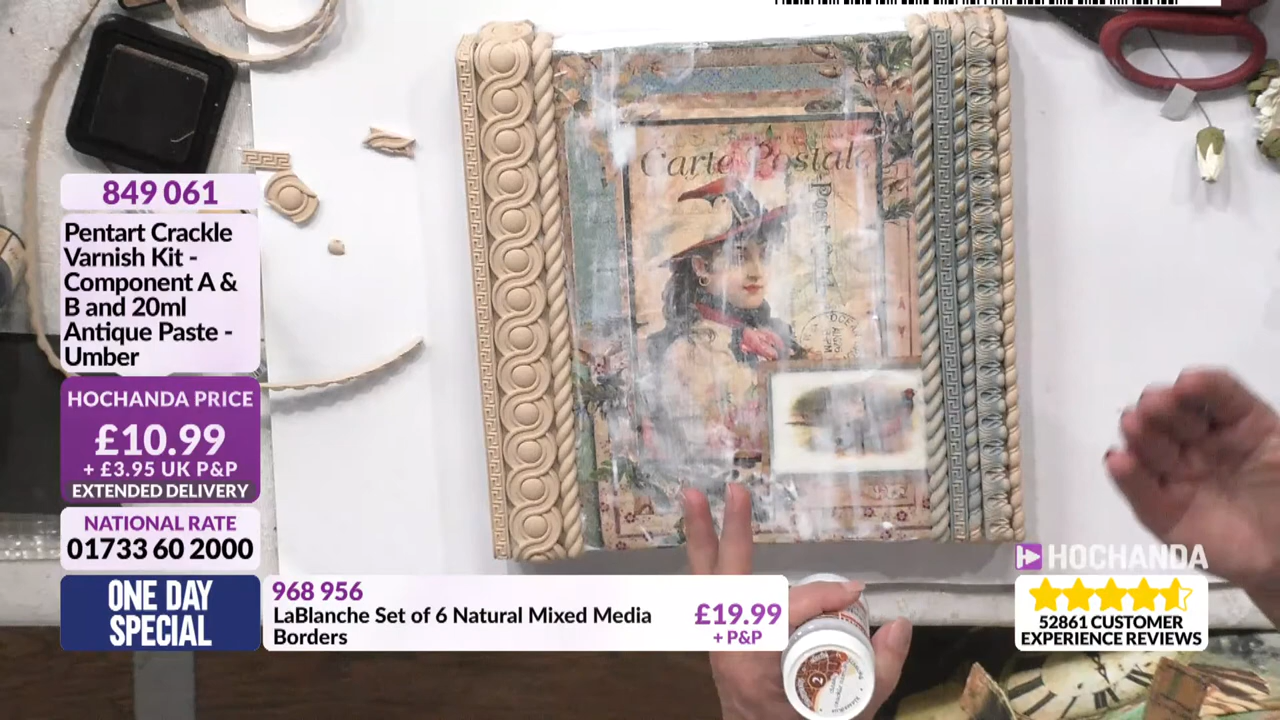 849 061
Pentart Crackle
Varnish Kit -
Component A &
B and 20ml
Antique Paste -
Umber
HOCHANDA PRICE
£10.99
+ £3.95 UK P&P
EXTENDED DELIVERY
NATIONAL RATE
01733 60 2000
ONE DAY
SPECIAL
968 956
LaBlanche Set of 6 Natural Mixed Media
Borders
£19.99
+ P&P
Carte Postale
HOCHANDA
52861 CUSTOMER
EXPERIENCE REVIEWS
2